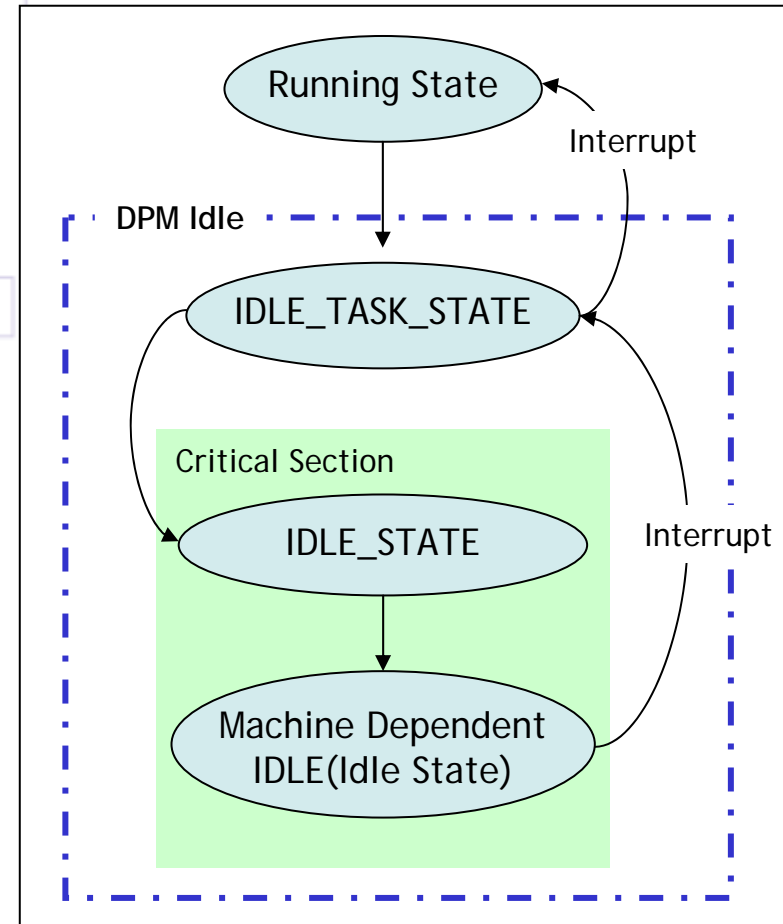 Running State
Interrupt
DPM Idle
IDLE_TASK_STATE
Critical Section
IDLE_STATE
Interrupt
Machine Dependent
IDLE(Idle State)